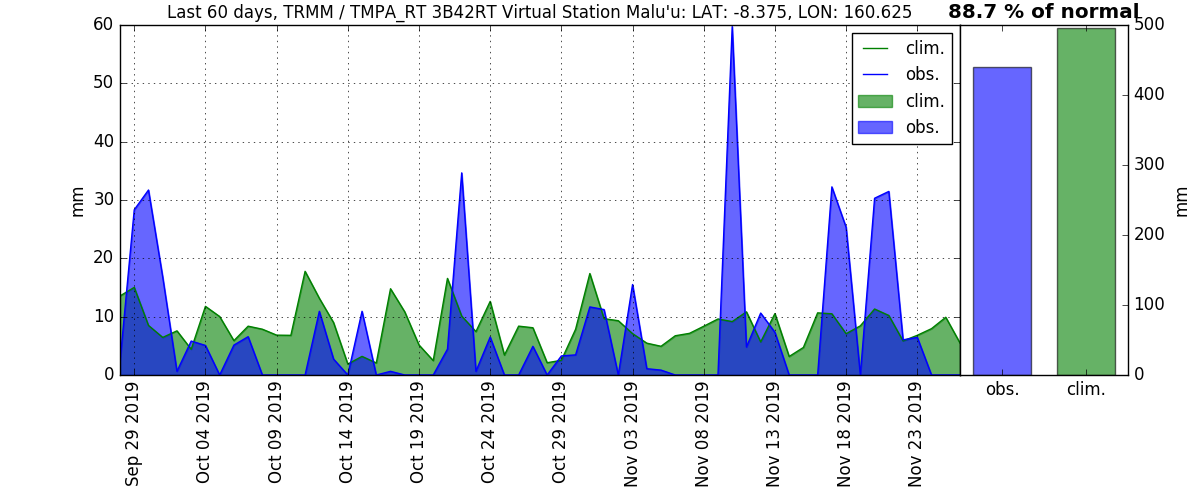 Last 60 days, TRMM / TMPA_RT 3B42RT Virtual Station Malu'u: LAT: -8.375, LON: 160.625
88.7 % of normal
60
50
40
30
20
10
0
mm
clim.
obs.
clim.
obs.
500
400
300
200
100
0
mm
obs.
clim.
Sep 29 2019
Oct 04 2019
Oct 09 2019
Oct 14 2019
Oct 19 2019
Oct 24 2019
Oct 29 2019
Nov 03 2019
Nov 08 2019
Nov 13 2019
Nov 18 2019
Nov 23 2019